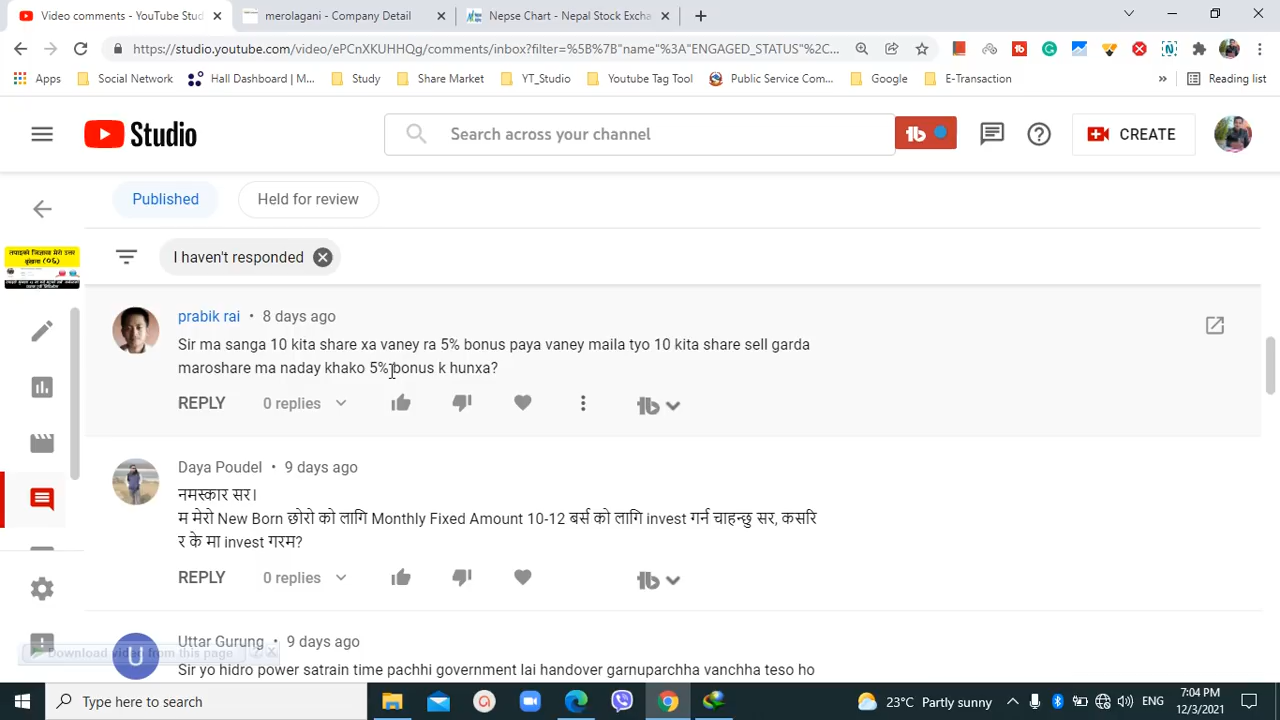 Video comments - YouTube Studio
merolagani - Company Detail
Nepse Chart - Nepal Stock Excha
https://studio.youtube.com/video/ePCnXKUHHQg/comments/inbox?filter=%5B%7B"name"%3A"ENGAGED_STATUS"%2C...
Apps
Social Network
Hall Dashboard | M...
Study
Share Market
YT_Studio
Youtube Tag Tool
Public Service Com...
Google
E-Transaction
»
Reading list
Studio
Search across your channel
CREATE
Published
Held for review
I haven't responded
prabik rai • 8 days ago
Sir ma sanga 10 kita share xa vaney ra 5% bonus paya vaney maila tyo 10 kita share sell garda
maroshare ma naday khako 5% bonus k hunxa?
REPLY
0 replies
Daya Poudel • 9 days ago
नमस्कार सर।
म मेरो New Born छोरो को लागि Monthly Fixed Amount 10-12 बर्स को लागि invest गर्न चाहन्छु सर, कसरि
र के मा invest गरम?
REPLY
0 replies
U
Uttar Gurung • 9 days ago
Download video from this page
Sir yo hidro power satrain time pachhi government lai handover garnuparchha vanchha teso ho
Type here to search
23°C Partly sunny
ENG
7:04 PM
12/3/2021